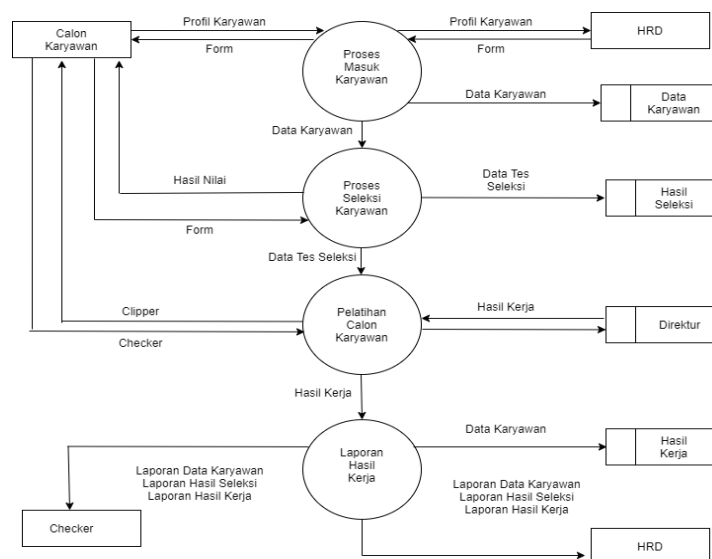 Profil Karyawan
Profil Karyawan
Calon
Karyawan
HRD
Form
Form
Proses
Masuk
Karyawan
Data Karyawan
Data
Karyawan
Data Karyawan
Hasil Nilai
Proses
Seleksi
Karyawan
Data Tes
Seleksi
Hasil
Seleksi
Form
Data Tes Seleksi
Clipper
Pelatihan
Calon
Karyawan
Hasil Kerja
Direktur
Checker
Hasil Kerja
Data Karyawan
Laporan
Hasil
Kerja
Hasil
Kerja
Laporan Data Karyawan
Laporan Hasil Seleksi
Laporan Hasil Kerja
Laporan Data Karyawan
Laporan Hasil Seleksi
Laporan Hasil Kerja
Checker
HRD